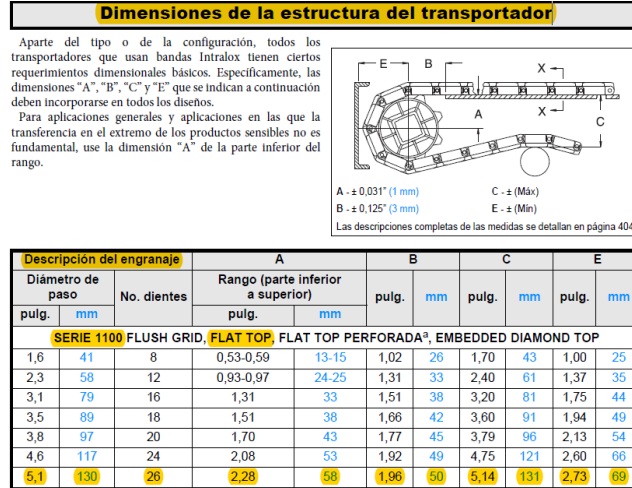 Dimensiones de la estructura del transportador
Aparte del tipo o de la configuración, todos los
transportadores que usan bandas Intralox tienen ciertos
requerimientos dimensionales básicos. Específicamente, las
dimensiones “A”, “B”, “C” y “E” que se indican a continuación
deben incorporarse en todos los diseños.
Para aplicaciones generales y aplicaciones en las que la
transferencia en el extremo de los productos sensibles no es
fundamental, use la dimensión “A” de la parte inferior del
rango.
E B X
A X C
A - ± 0,031" (1 mm) C - ± (Máx)
B - ± 0,125" (3 mm) E - ± (Mín)
Las descripciones completas de las medidas se detallan en página 404
Descripción del engranaje A B C E
Diámetro de paso No. dientes Rango (parte inferior a superior) pulg. mm pulg. mm pulg. mm
pulg. mm pulg. mm
SERIE 1100 FLUSH GRID, FLAT TOP, FLAT TOP PERFORADAª, EMBEDDED DIAMOND TOP
1,6 41 8 0,53-0,59 13-15 1,02 26 1,70 43 1,00 25
2,3 58 12 0,93-0,97 24-25 1,31 33 2,40 61 1,37 35
3,1 79 16 1,31 33 1,51 38 3,20 81 1,75 44
3,5 89 18 1,51 38 1,66 42 3,60 91 1,94 49
3,8 97 20 1,70 43 1,77 45 3,79 96 2,13 54
4,6 117 24 2,08 53 1,92 49 4,75 121 2,60 66
5,1 130 26 2,28 58 1,96 50 5,14 131 2,73 69